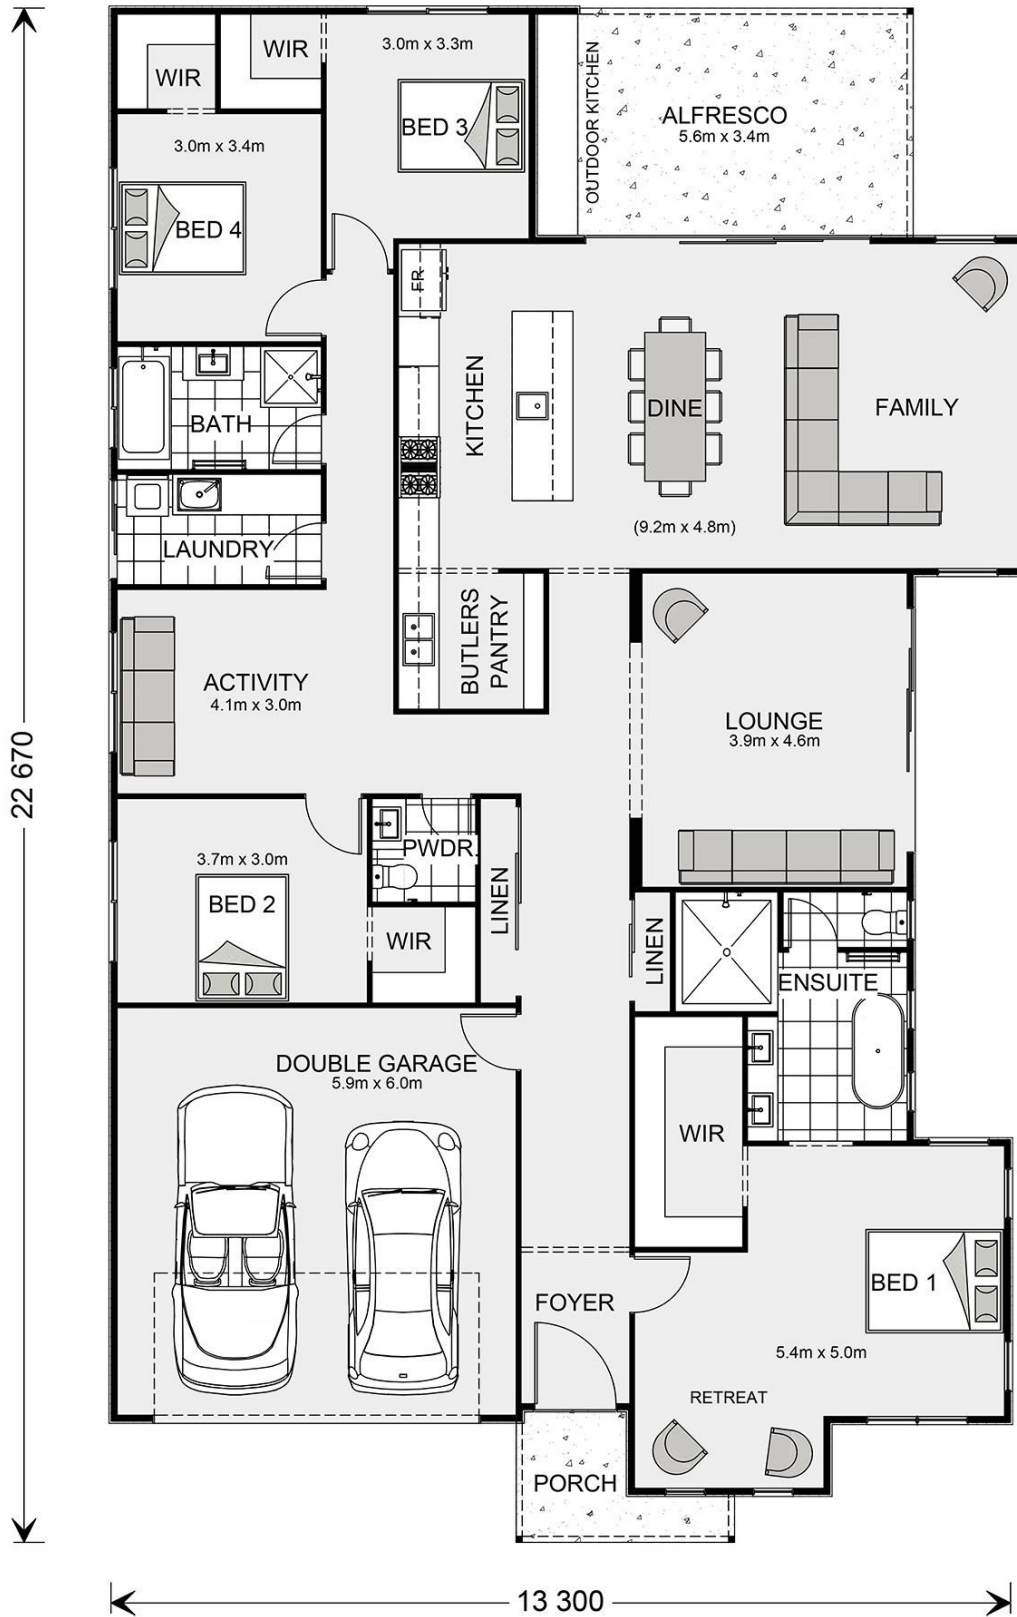 WIR
WIR
3.0m x 3.3m
BED 3
OUTDOOR KITCHEN
ALFRESCO
5.6m x 3.4m
3.0m x 3.4m
BED 4
FR
KITCHEN
DINE
FAMILY
BATH
(9.2m x 4.8m)
LAUNDRY
BUTLERS
PANTRY
ACTIVITY
4.1m x 3.0m
LOUNGE
3.9m x 4.6m
22 670
3.7m x 3.0m
BED 2
PWDR.
WIR
LINEN
LINEN
ENSUITE
DOUBLE GARAGE
5.9m x 6.0m
WIR
FOYER
BED 1
5.4m x 5.0m
RETREAT
PORCH
13 300